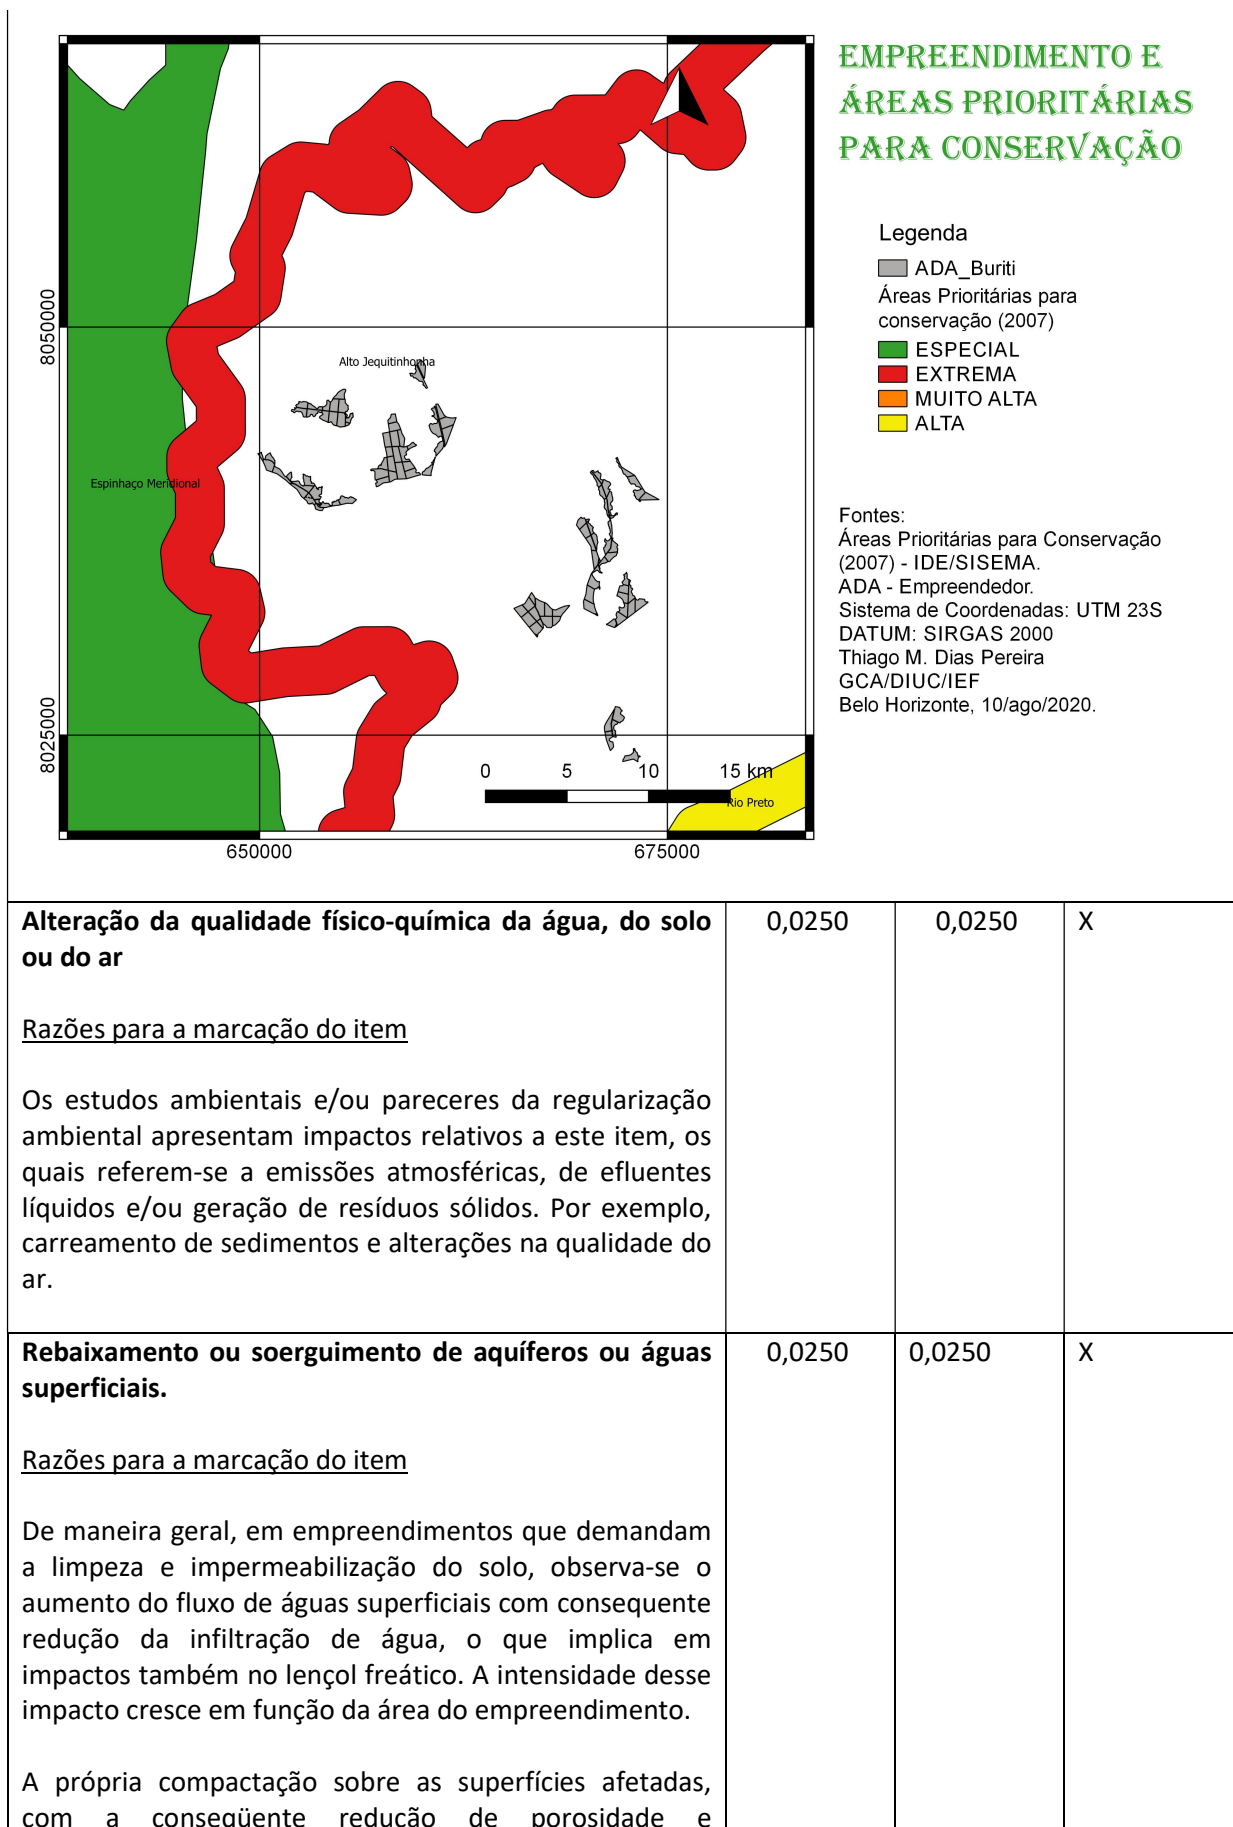 EMPREENDIMENTO E
ÁREAS PRIORITÁRIAS
PARA CONSERVAÇÃO
Legenda
ADA_Buriti
Áreas Prioritárias para
conservação (2007)
ESPECIAL
EXTREMA
MUITO ALTA
ALTA
Fontes:
Áreas Prioritárias para Conservação
(2007) - IDE/SISEMA.
ADA - Empreendedor.
Sistema de Coordenadas: UTM 23S
DATUM: SIRGAS 2000
Thiago M. Dias Pereira
GCA/DIUC/IEF
Belo Horizonte, 10/ago/2020.
8050000
Alto Jequitinhonha
Espinhaço Meridional
8025000
0 5 10 15 km
Rio Preto
650000 675000
Alteração da qualidade físico-química da água, do solo 0,0250 0,0250 X
ou do ar
Razões para a marcação do item
Os estudos ambientais e/ou pareceres da regularização
ambiental apresentam impactos relativos a este item, os
quais referem-se a emissões atmosféricas, de efluentes
líquidos e/ou geração de resíduos sólidos. Por exemplo,
carreamento de sedimentos e alterações na qualidade do
ar.
Rebaixamento ou soerguimento de aquíferos ou águas 0,0250 0,0250 X
superficiais.
Razões para a marcação do item
De maneira geral, em empreendimentos que demandam
a limpeza e impermeabilização do solo, observa-se o
aumento do fluxo de águas superficiais com consequente
redução da infiltração de água, o que implica em
impactos também no lençol freático. A intensidade desse
impacto cresce em função da área do empreendimento.
A própria compactação sobre as superfícies afetadas,
com a conseqüente redução de porosidade e